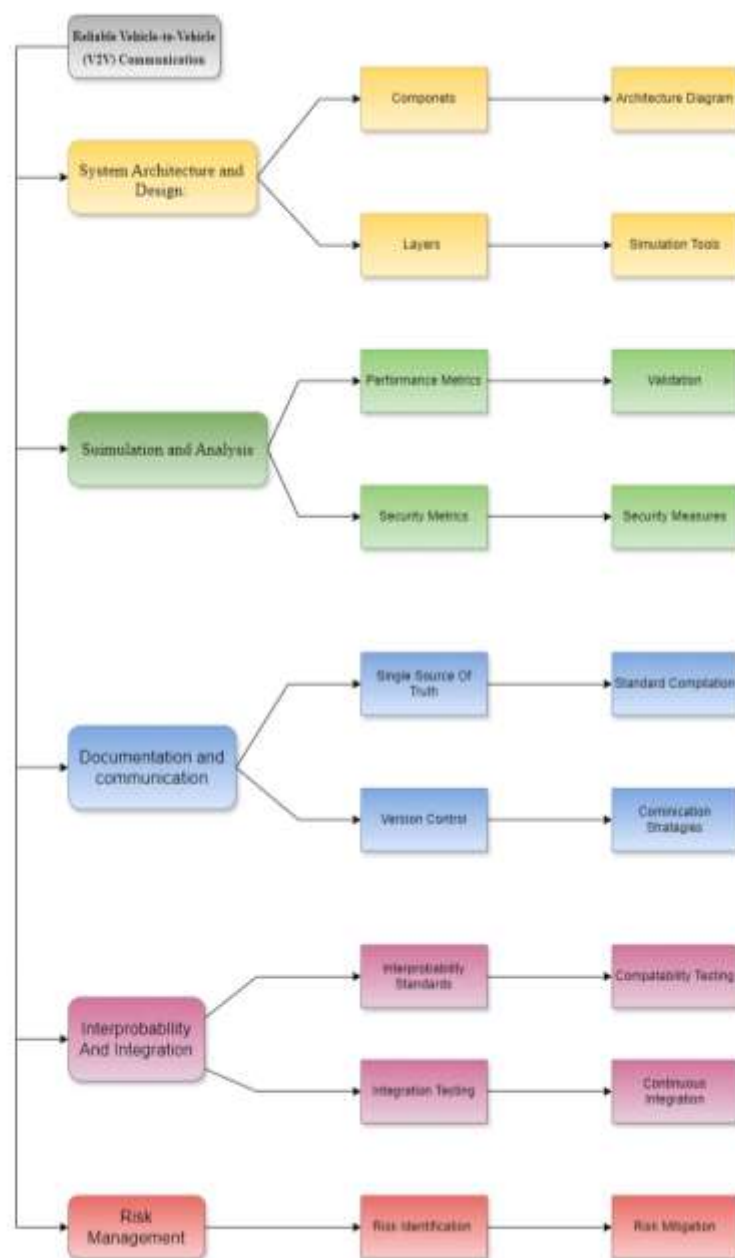 Reliable Vehicle-to-Vehicle
(V2V) Communication
Componets
Architecture Diagram
System Architecture and
Design:
Layers
Simulation Tools
Performance Metrics
Validation
Suimulation and Analysis
Security Metrics
Security Measures
Single Source Of
Truth
Standard Compilation
Documentation and
communication
Version Control
Cominication
Stratagies
Interprobability
Standards
Compatability Testing
Interprobability
And Integration
Integration Testing
Continuous
Integration
Risk
Management
Risk Identification
Risk Mitigation